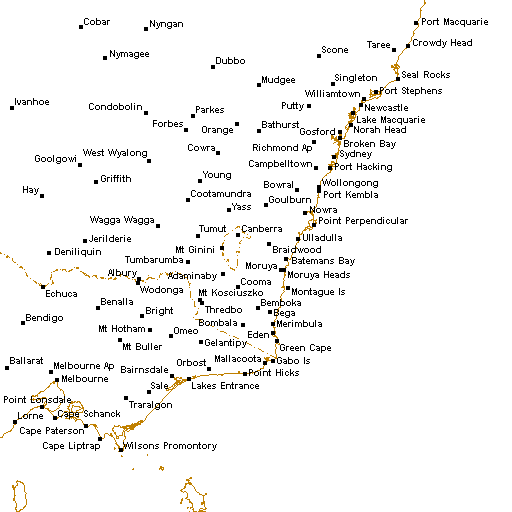 Cobar
Nyngan
Port Macquarie
Nymagee
Dubbo
Scone
Taree
Crowdy Head
Mudgee
Singleton
Seal Rocks
Williamtown
Port Stephens
Ivanhoe
Condobolin
Parkes
Putty
Newcastle
Forbes
Orange
Bathurst
Lake Macquarie
Gosford
Norah Head
Cowra
Richmond Ap
Broken Bay
Goolgowi
West Wyalong
Sydney
Campbelltown
Port Hacking
Griffith
Young
Bowral
Wollongong
Hay
Cootamundra
Port Kembla
Yass
Goulburn
Nowra
Wagga Wagga
Point Perpendicular
Jerilderie
Tumut
Canberra
Ulladulla
Deniliquin
Mt Ginini
Braidwood
Tumbarumba
Batemans Bay
Albury
Adaminaby
Moruya
Moruya Heads
Echuca
Wodonga
Cooma
Montague Is
Mt Kosciuszko
Benalla
Thredbo
Bemboka
Bright
Bega
Bendigo
Mt Hotham
Bombala
Merimbula
Omeo
Eden
Mt Buller
Gelantipy
Green Cape
Ballarat
Melbourne Ap
Orbost
Mallacoota
Gabo Is
Bairnsdale
Point Hicks
Melbourne
Sale
Lakes Entrance
Point Lonsdale
Traralgon
Lorne
Cape Schanck
Cape Paterson
Cape Liptrap
Wilsons Promontory